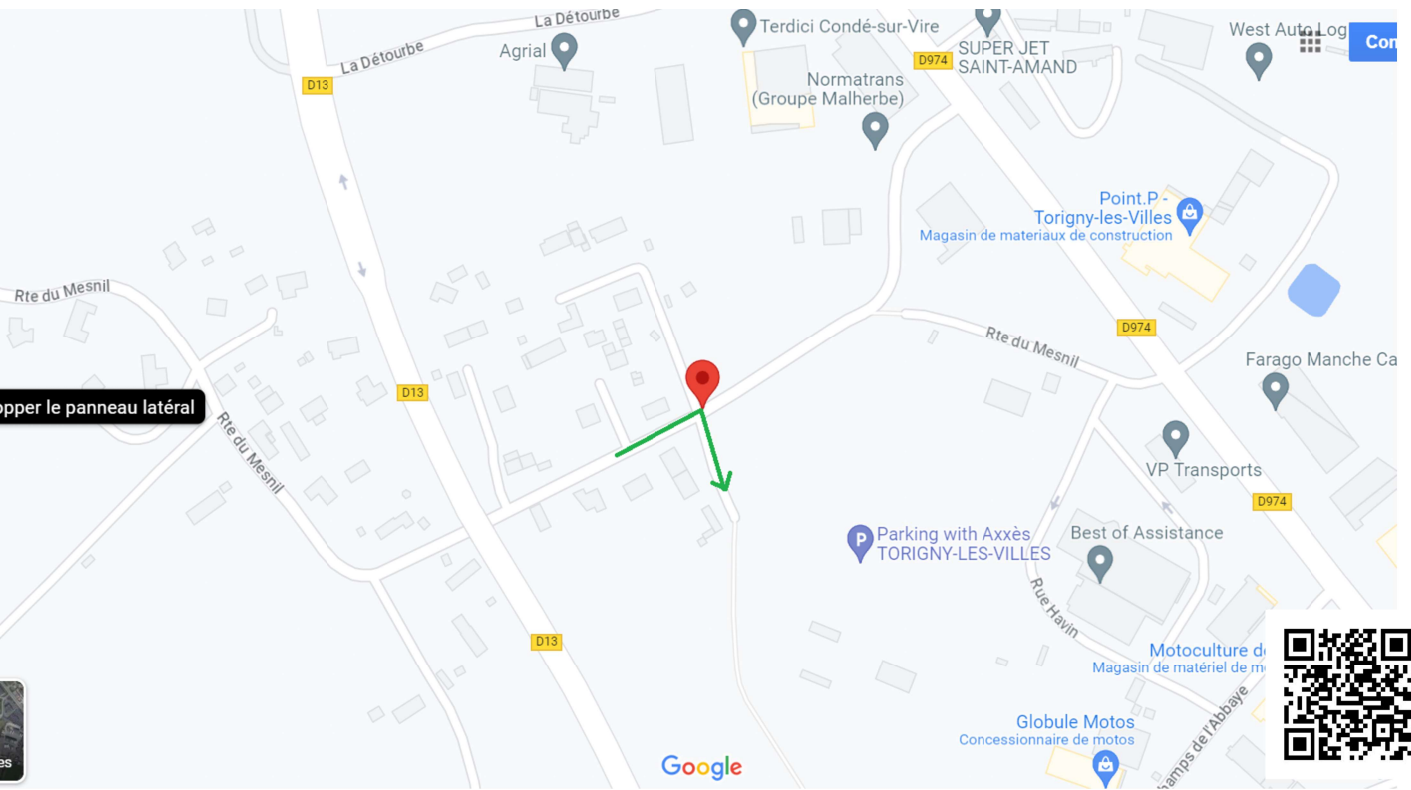 La Détourbe
Terdici Condé-sur-Vire
West Auto Log
Con
Agrial
La Détourbe
SUPER JET
SAINT-AMAND
D974
D13
Normatrans
(Groupe Malherbe)
Point.P -
Torigny-les-Villes
Magasin de materiaux de construction
Rte du Mesnil
D974
Rte du Mesnil
Farago Manche Ca
D13
opper le panneau latéral
Rte du Mesnil
VP Transports
D974
P
Parking with Axxès
TORIGNY-LES-VILLES
Best of Assistance
Rue Havin
D13
Motoculture de
Magasin de matériel de m
Globule Motos
Concessionnaire de motos
hamps de l'Abbaye
es
Google